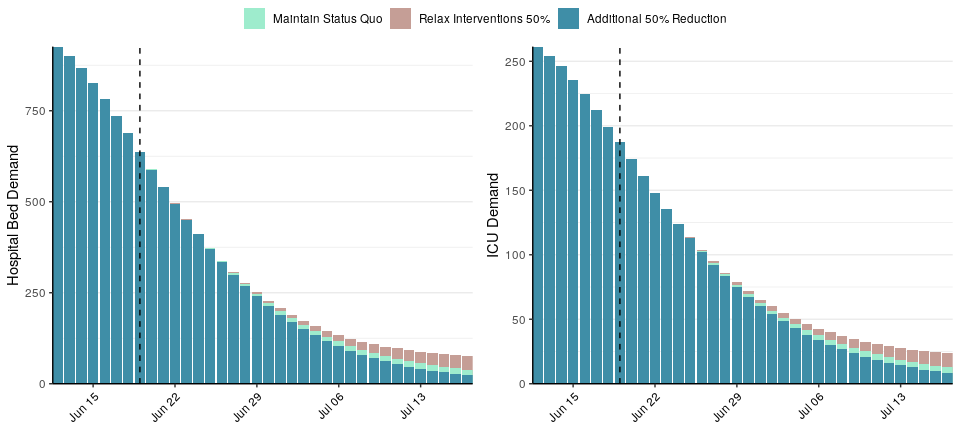 Maintain Status Quo Relax Interventions 50% Additional 50% Reduction
Hospital Bed Demand
750
500
250
0
Jun 15 Jun 22 Jun 29 Jul 06 Jul 13
ICU Demand
250
200
150
100
50
0
Jun 15 Jun 22 Jun 29 Jul 06 Jul 13